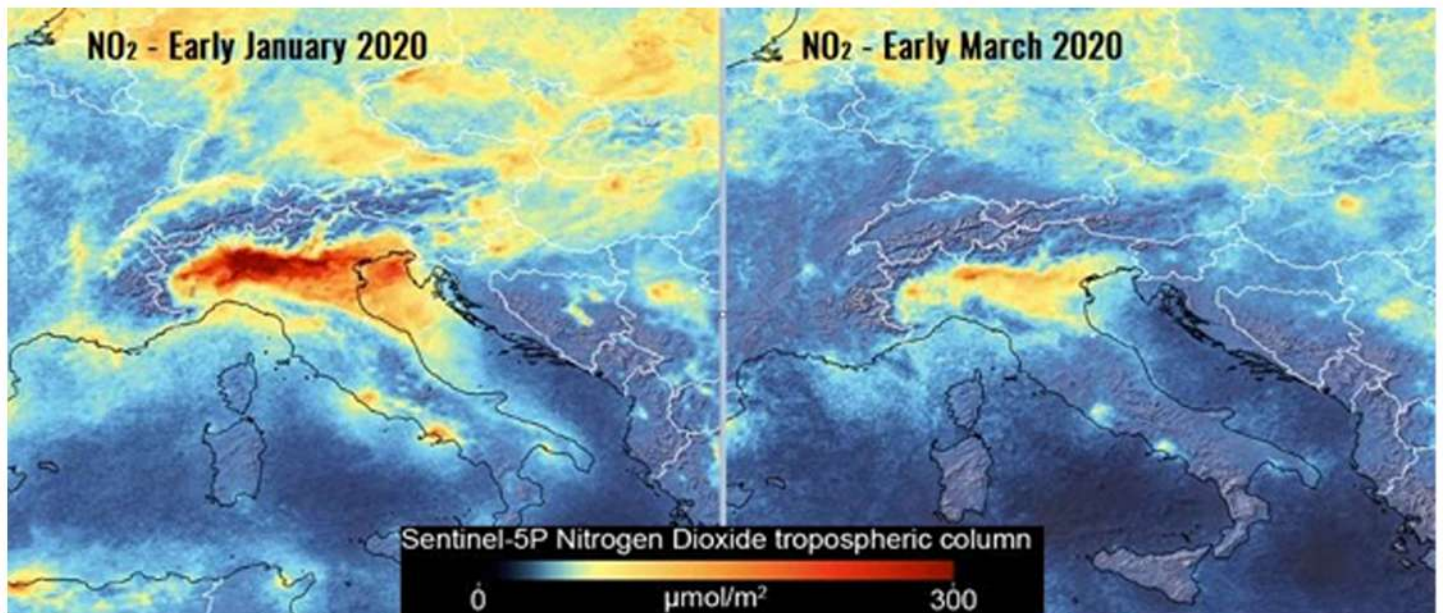 NO₂ - Early January 2020
NO₂ - Early March 2020
Sentinel-5P Nitrogen Dioxide tropospheric column
0 µmol/m² 300